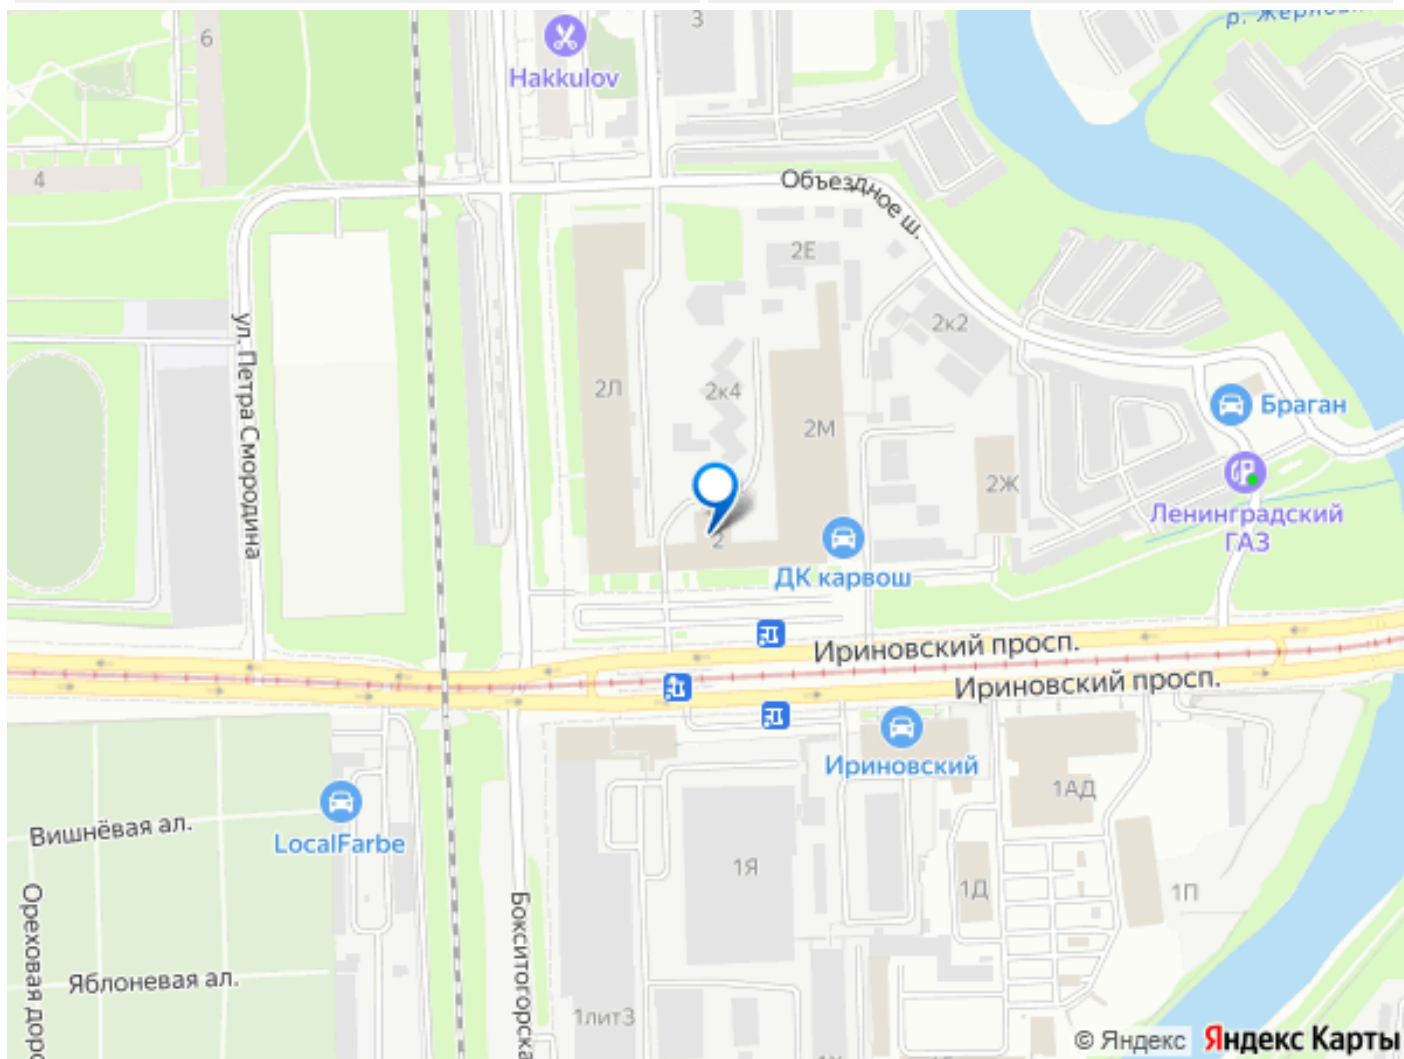 6
3
р. Жерновка
Hakkulov
4
Объездное ш.
2Е
2к2
ул. Петра Смородина
2Л
2к4
Браган
2М
2Ж
Ленинградский
ГАЗ
2
ДК карвош
Ириновский просп.
Ириновский просп.
Ириновский
1АД
Вишнёвая ал.
LocalFarbe
1Я
1Д
1П
Ореховая доро
Бокситогорска
Яблоневая ал.
1лит3
© Яндекс Яндекс Карты